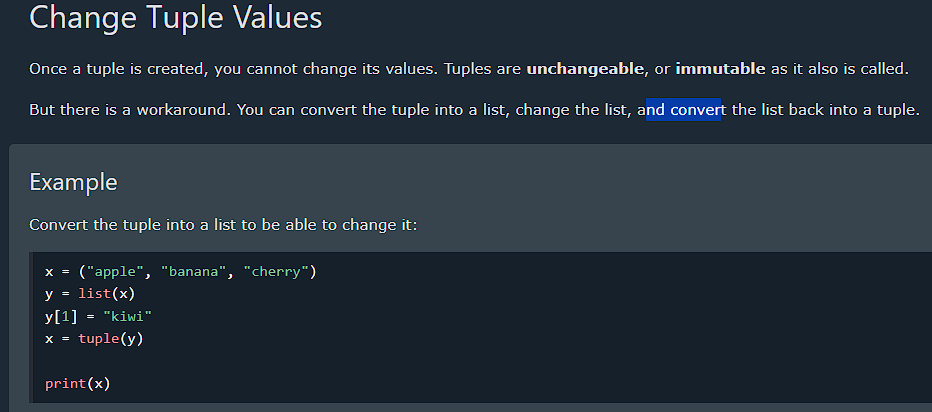 Change Tuple Values
Once a tuple is created, you cannot change its values. Tuples are unchangeable, or immutable as it also is called.
But there is a workaround. You can convert the tuple into a list, change the list, and convert the list back into a tuple.
Example
Convert the tuple into a list to be able to change it:
x = ("apple", "banana", "cherry")
y = list(x)
y[1] = "kiwi"
x = tuple(y)
print(x)